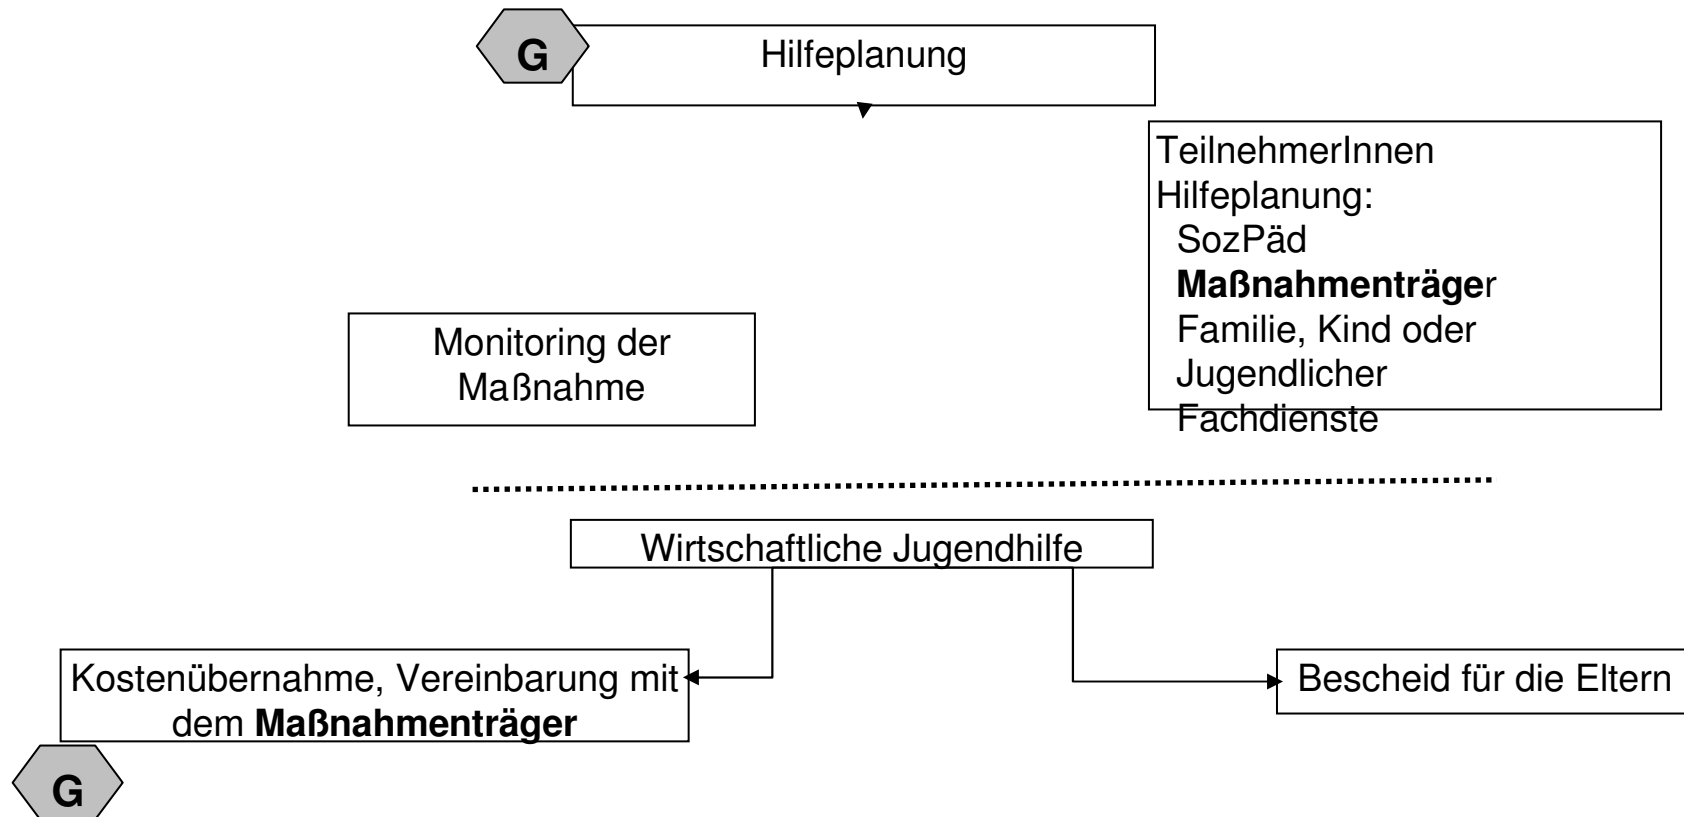 G
Hilfeplanung
TeilnehmerInnen
Hilfeplanung:
SozPäd
Maßnahmenträger
Familie, Kind oder
Jugendlicher
Fachdienste
Monitoring der
Maßnahme
Wirtschaftliche Jugendhilfe
Kostenübernahme, Vereinbarung mit
dem Maßnahmenträger
Bescheid für die Eltern
G